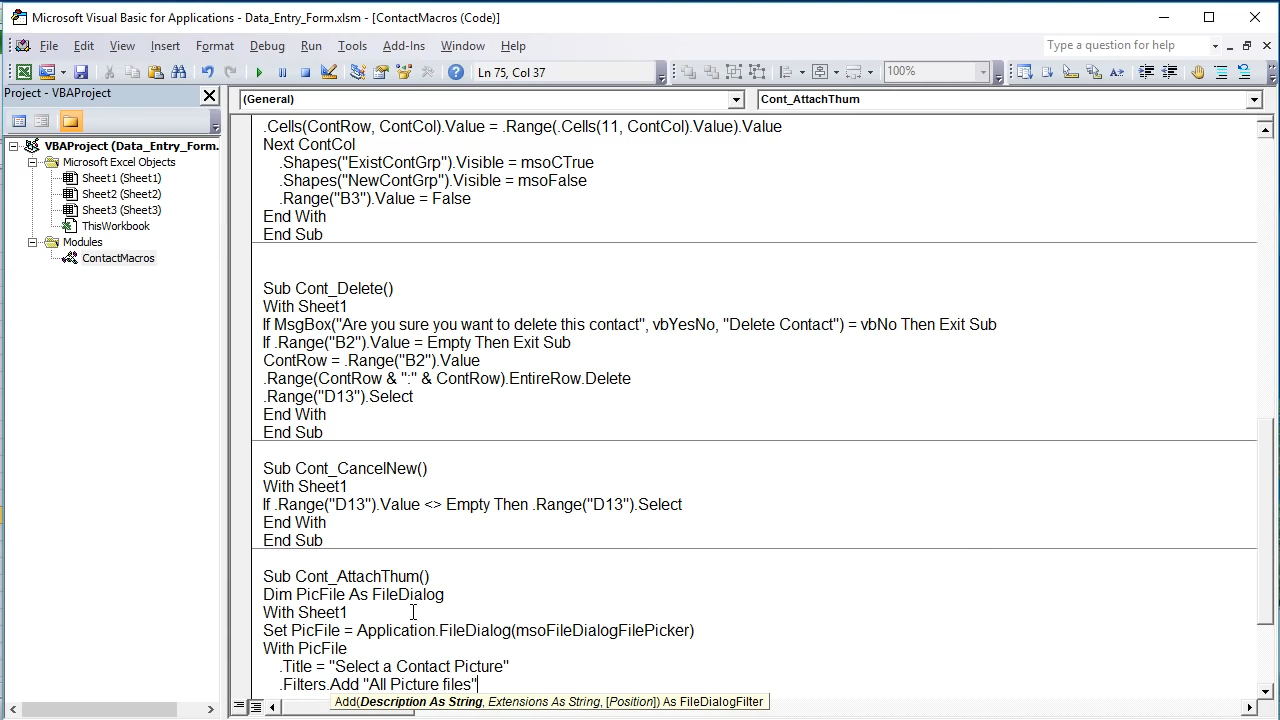 Microsoft Visual Basic for Applications - Data_Entry_Form.xlsm - [ContactMacros (Code)]
File Edit View Insert Format Debug Run Tools Add-Ins Window Help
Type a question for help
Ln 75, Col 37
100%
Project - VBAProject
(General)
Cont_AttachThum
VBAProject (Data_Entry_Form.
Microsoft Excel Objects
Sheet1 (Sheet1)
Sheet2 (Sheet2)
Sheet3 (Sheet3)
ThisWorkbook
Modules
ContactMacros
.Cells(ContRow, ContCol).Value = .Range(.Cells(11, ContCol).Value).Value
Next ContCol
.Shapes("ExistContGrp").Visible = msoCTrue
.Shapes("NewContGrp").Visible = msoFalse
.Range("B3").Value = False
End With
End Sub
Sub Cont_Delete()
With Sheet1
If MsgBox("Are you sure you want to delete this contact", vbYesNo, "Delete Contact") = vbNo Then Exit Sub
If .Range("B2").Value = Empty Then Exit Sub
ContRow = .Range("B2").Value
.Range(ContRow & ":" & ContRow).EntireRow.Delete
.Range("D13").Select
End With
End Sub
Sub Cont_CancelNew()
With Sheet1
If .Range("D13").Value <> Empty Then .Range("D13").Select
End With
End Sub
Sub Cont_AttachThum()
Dim PicFile As FileDialog
With Sheet1
Set PicFile = Application.FileDialog(msoFileDialogFilePicker)
With PicFile
.Title = "Select a Contact Picture"
.Filters.Add "All Picture files"
Add(Description As String, Extensions As String, [Position]) As FileDialogFilter